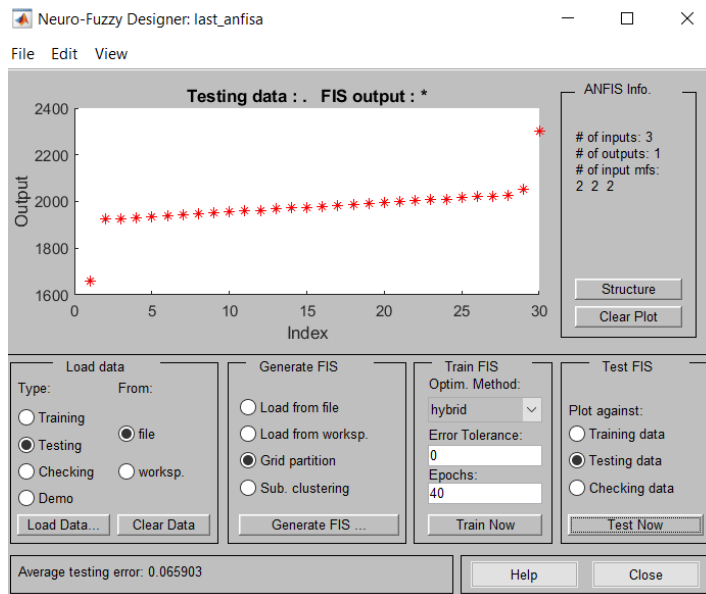 Neuro-Fuzzy Designer: last_anfisa
File Edit View
Testing data : . FIS output : *
2400
2200
2000
1800
1600
Output
0 5 10 15 20 25 30
Index
ANFIS Info.
# of inputs: 3
# of outputs: 1
# of input mfs:
2 2 2
Structure
Clear Plot
Load data
Type: From:
Training
Testing
Checking
Demo
file
worksp.
Load Data... Clear Data
Generate FIS
Load from file
Load from worksp.
Grid partition
Sub. clustering
Generate FIS ...
Train FIS
Optim. Method:
hybrid
Error Tolerance:
0
Epochs:
40
Train Now
Test FIS
Plot against:
Training data
Testing data
Checking data
Test Now
Average testing error: 0.065903
Help Close